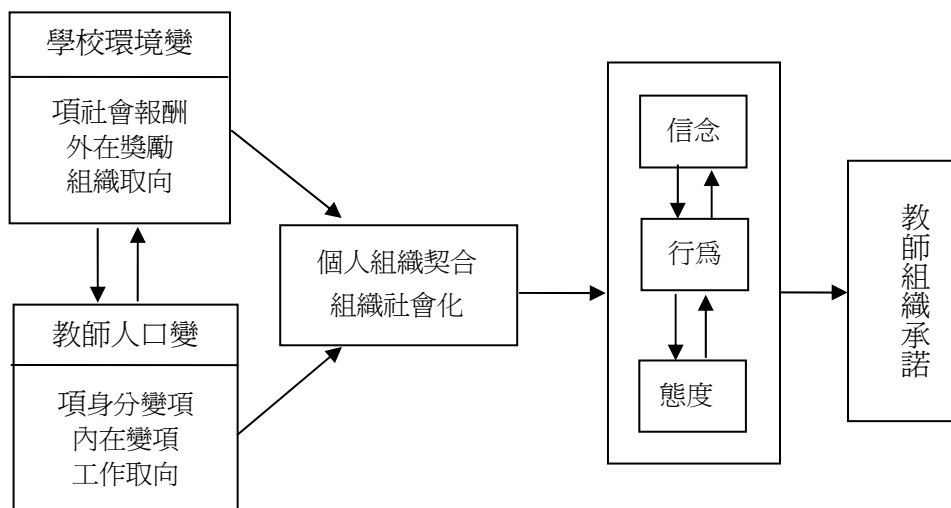 學校環境變
項社會報酬
外在獎勵
組織取向
教師人口變
項身分變項
內在變項
工作取向
個人組織契合
組織社會化
信念
行為
態度
教師組織承諾